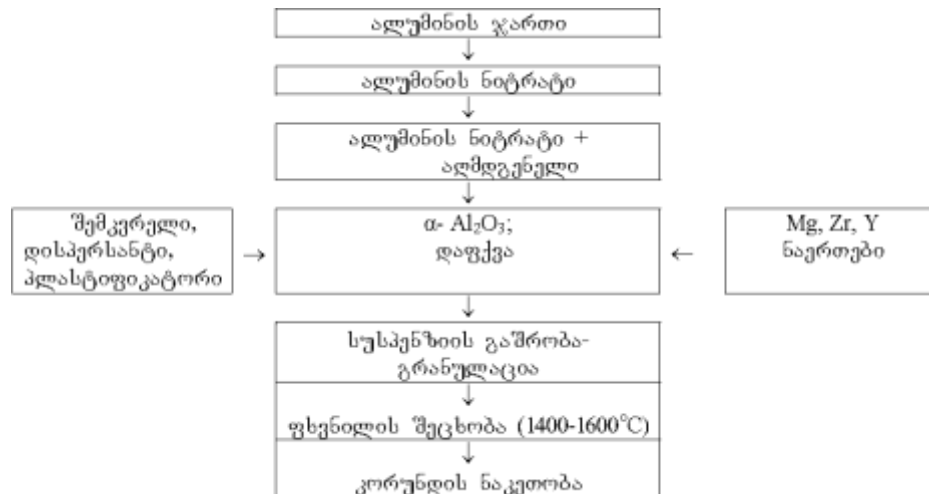 ალუმინის ჯართი
↓
ალუმინის ნიტრატი
↓
ალუმინის ნიტრატი +
აღმდგენელი
↓
შემკვრელი,
დისპერსანტი,
პლასტიფიკატორი
→
α- Al₂O₃;
დაფქვა
←
Mg, Zr, Y
ნაერთები
↓
სუსპენზიის გაშრობა-
გრანულაცია
↓
ფხვნილის შეცხობა (1400-1600°C)
↓
კორუნდის ნაკეთობა